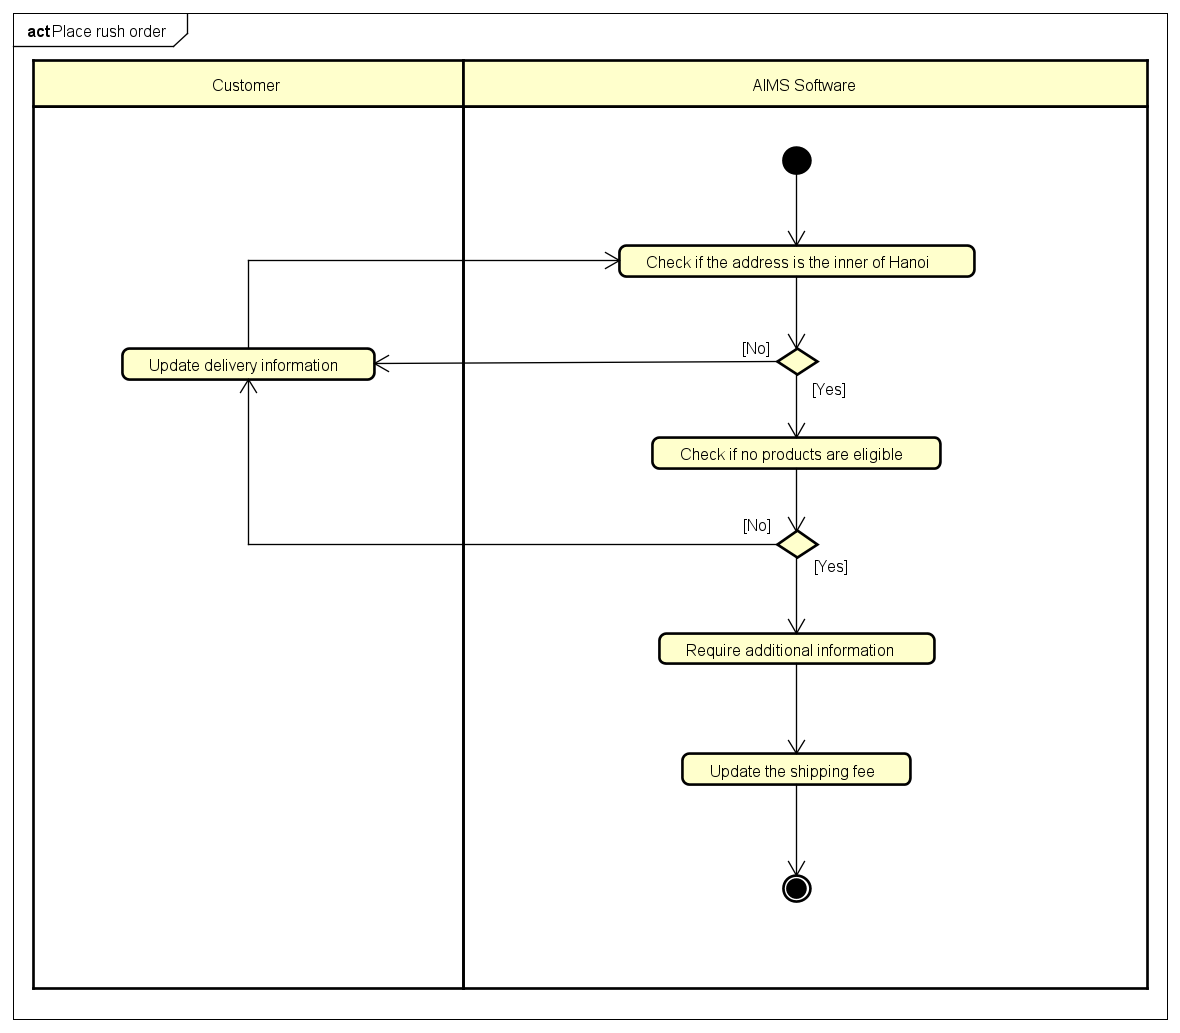 act Place rush order
Customer
AIMS Software
Check if the address is the inner of Hanoi
[No]
Update delivery information
[Yes]
Check if no products are eligible
[No]
[Yes]
Require additional information
Update the shipping fee